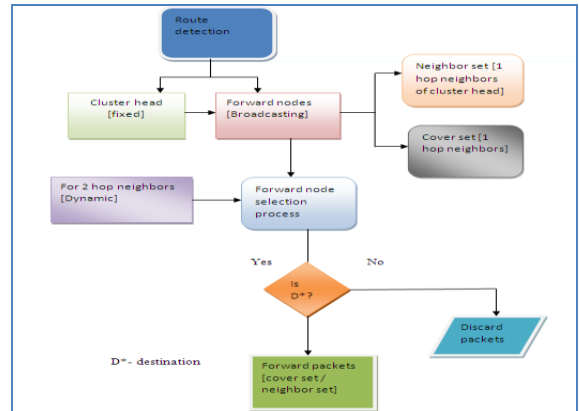 Route
detection
Neighbor set [1
hop neighbors
of cluster head]
Cluster head
[fixed]
Forward nodes
[Broadcasting]
Cover set [1
hop neighbors]
For 2 hop neighbors
[Dynamic]
Forward node
selection
process
Yes
No
Is
D*?
Discard
packets
D*- destination
Forward packets
[cover set /
neighbor set]